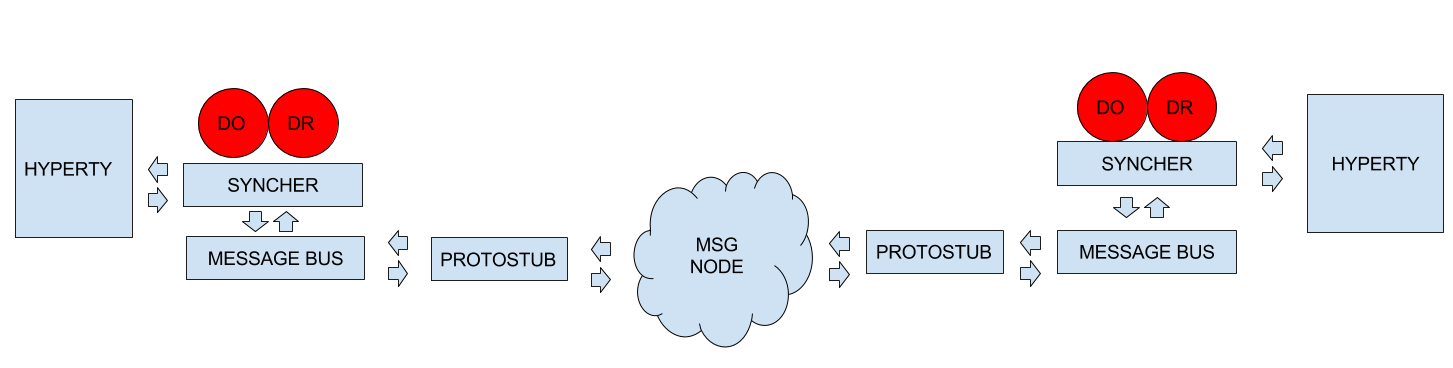 HYPERTY
DO
DR
SYNCHER
MESSAGE BUS
PROTOSTUB
MSG
NODE
PROTOSTUB
DO
DR
SYNCHER
MESSAGE BUS
HYPERTY